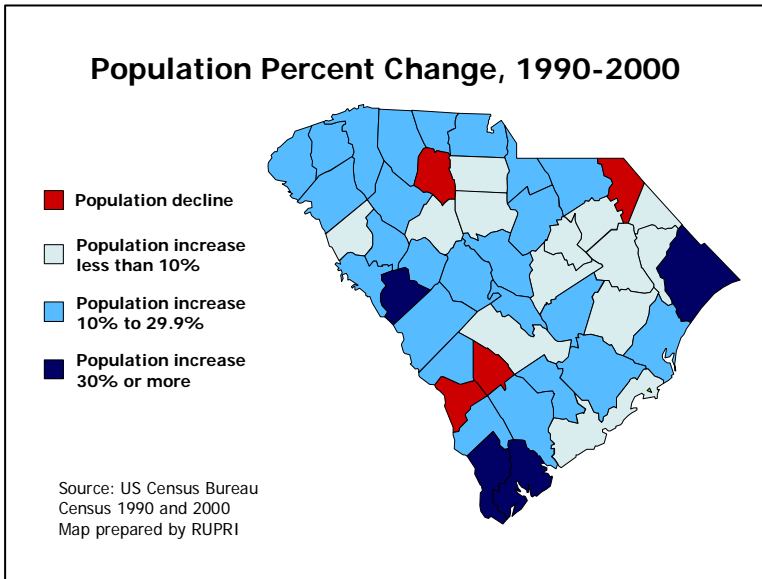 Population Percent Change, 1990-2000
Population decline
Population increase
less than 10%
Population increase
10% to 29.9%
Population increase
30% or more
Source: US Census Bureau
Census 1990 and 2000
Map prepared by RUPRI